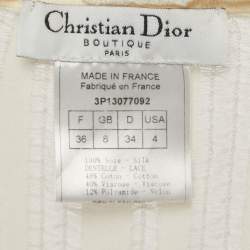 Christian Dior
BOUTIQUE
PARIS
MADE IN FRANCE
Fabriqué en France
3P13077092
F GB D USA
36 8 34 4
100% Soie - Silk
DENTELLE - LACE
48% Coton - Cotton
40% Viscose - Viscose
12% Polyamide - Nylon